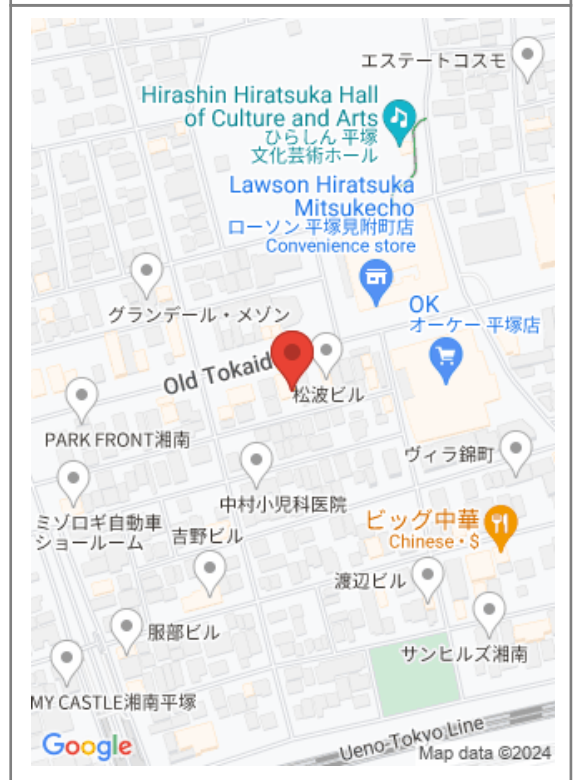 エステートコスモ
Hirashin Hiratsuka Hall
of Culture and Arts
ひらしん 平塚
文化芸術ホール
Lawson Hiratsuka
Mitsukecho
ローソン 平塚見附町店
Convenience store
グランデール・メゾン
OK
オーケー 平塚店
Old Tokaid
松波ビル
PARK FRONT湘南
ヴィラ錦町
中村小児科医院
ミゾロギ自動車
ショールーム
吉野ビル
ビッグ中華
Chinese・$
渡辺ビル
服部ビル
サンヒルズ湘南
MY CASTLE湘南平塚
Ueno-Tokyo Line
Google
Map data ©2024